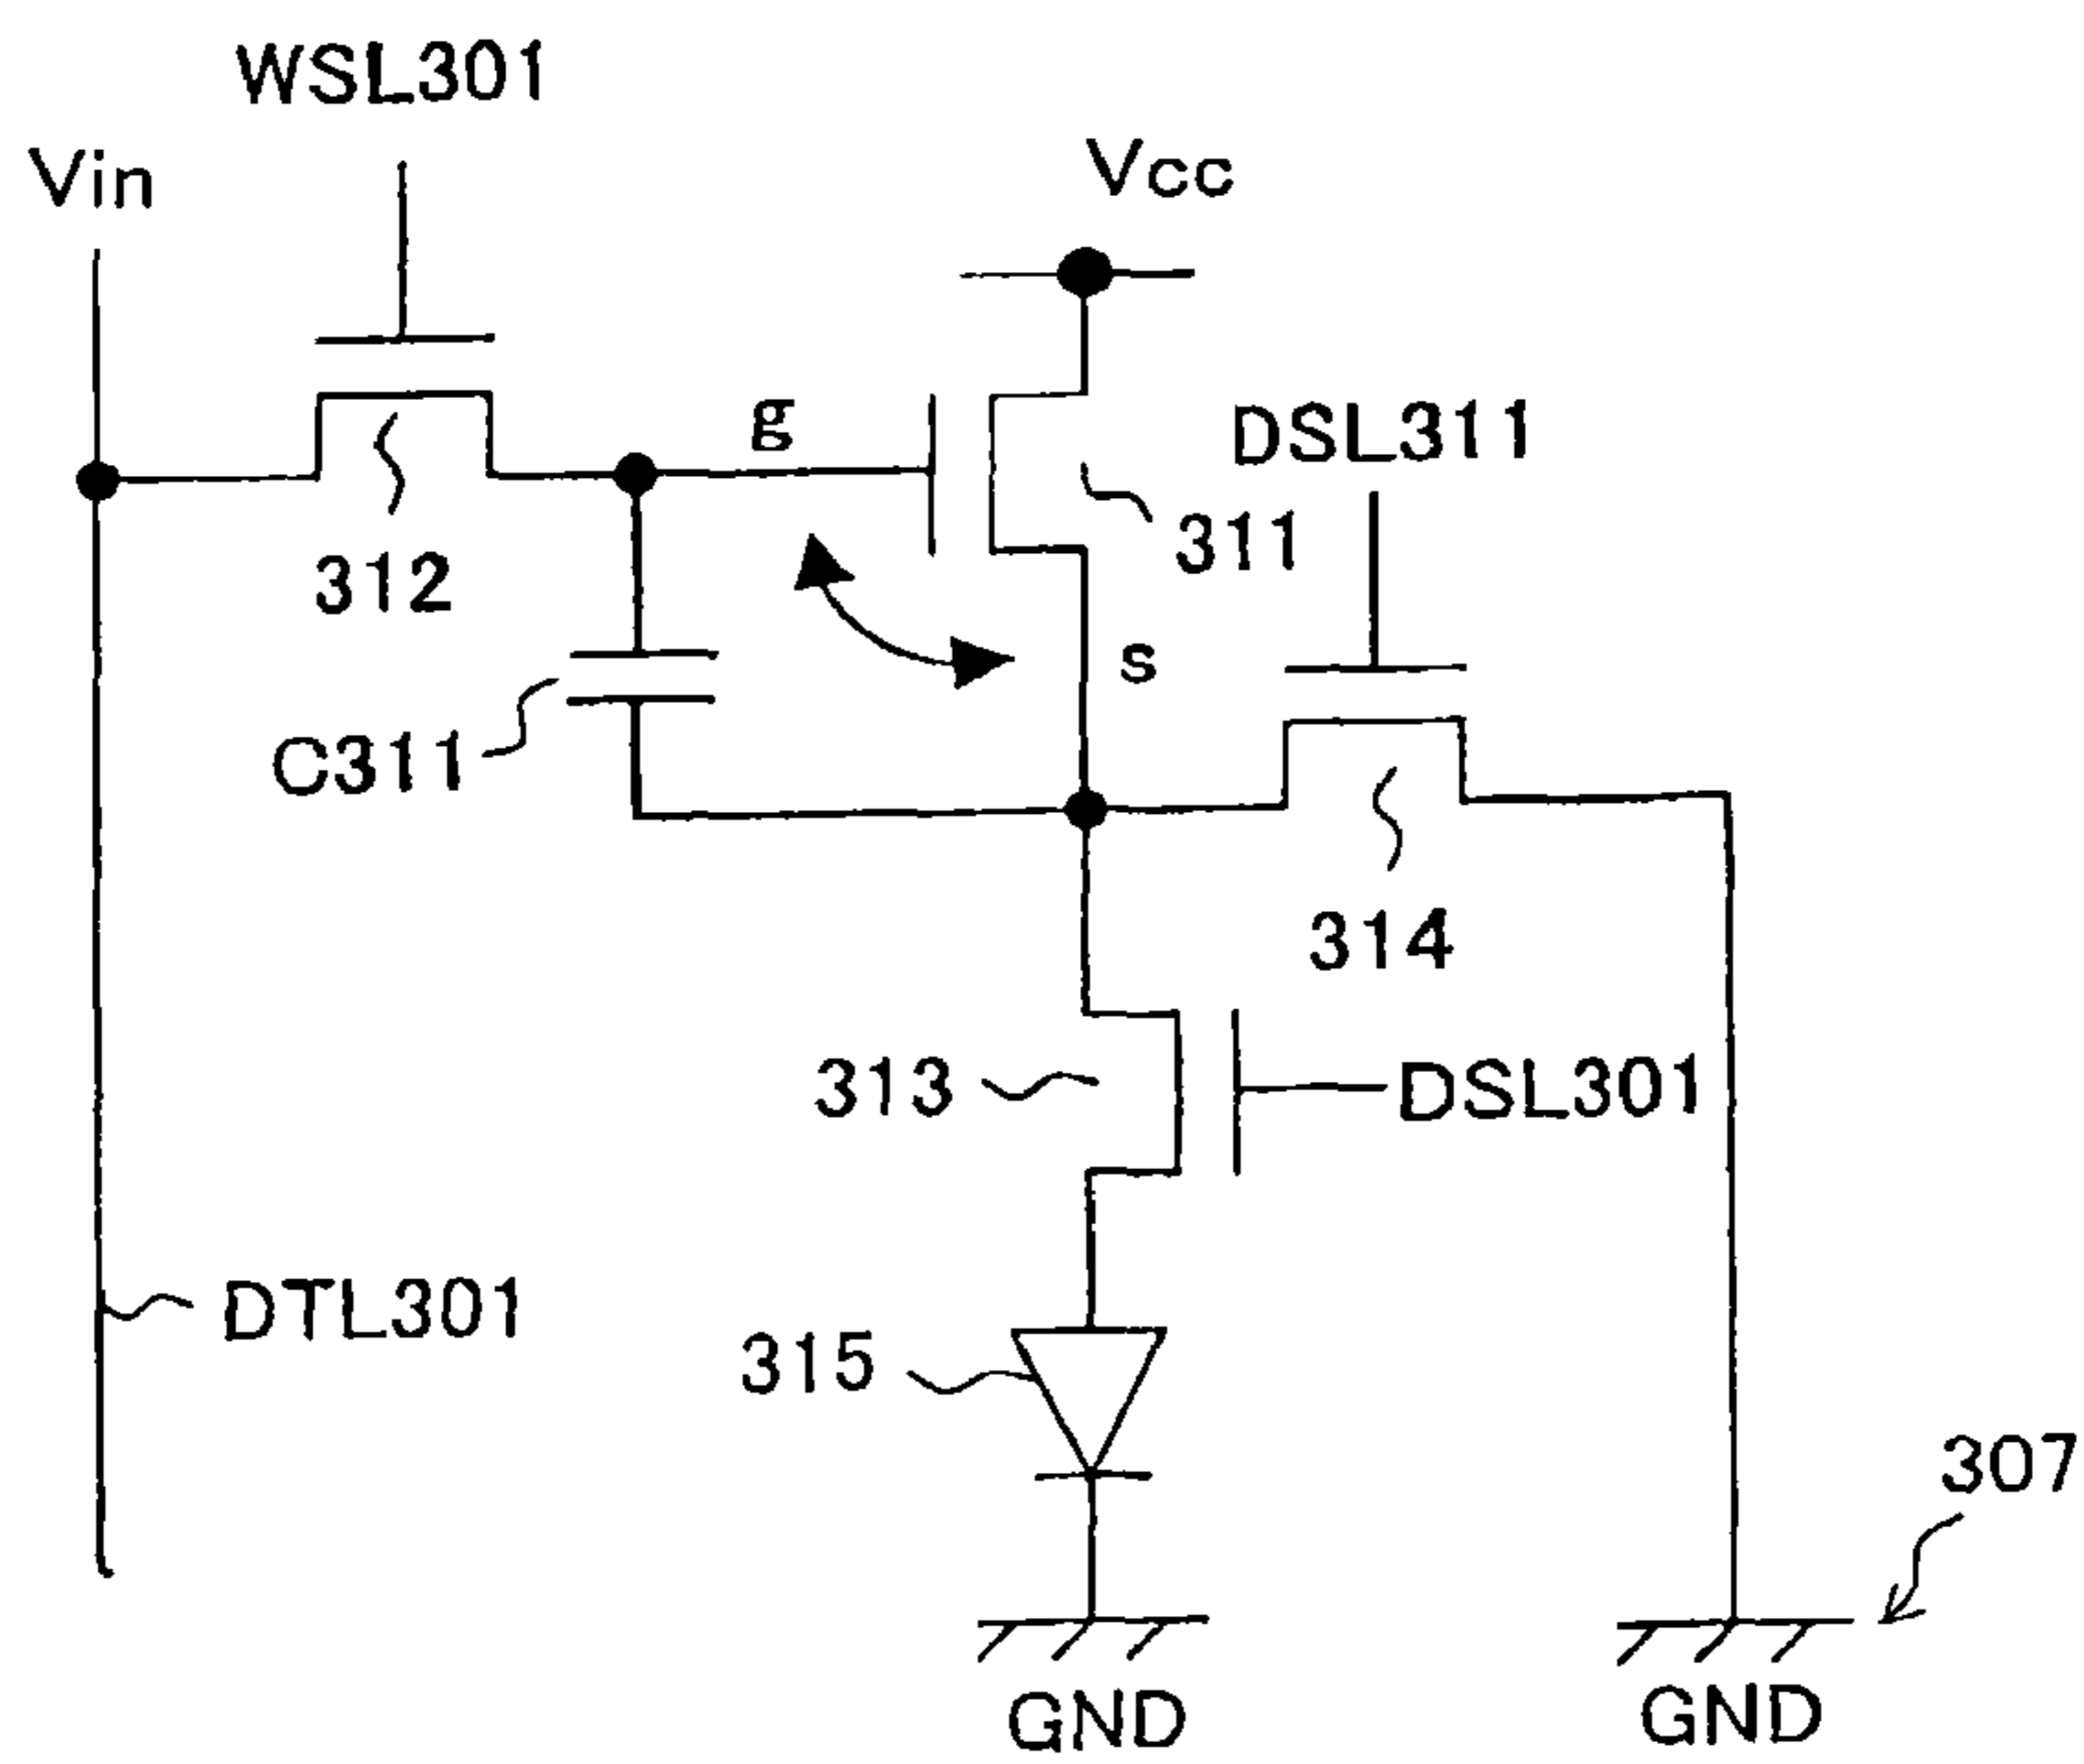 WSL301
Vin
Vcc
g
DSL311
311
312
s
C311
314
313
DSL301
DTL301
315
307
GND
GND